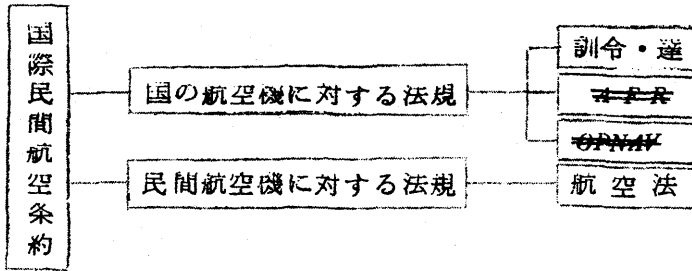 国際民間航空条約
国の航空機に対する法規
訓令・達
AFR
OPNAV
民間航空機に対する法規
航空法